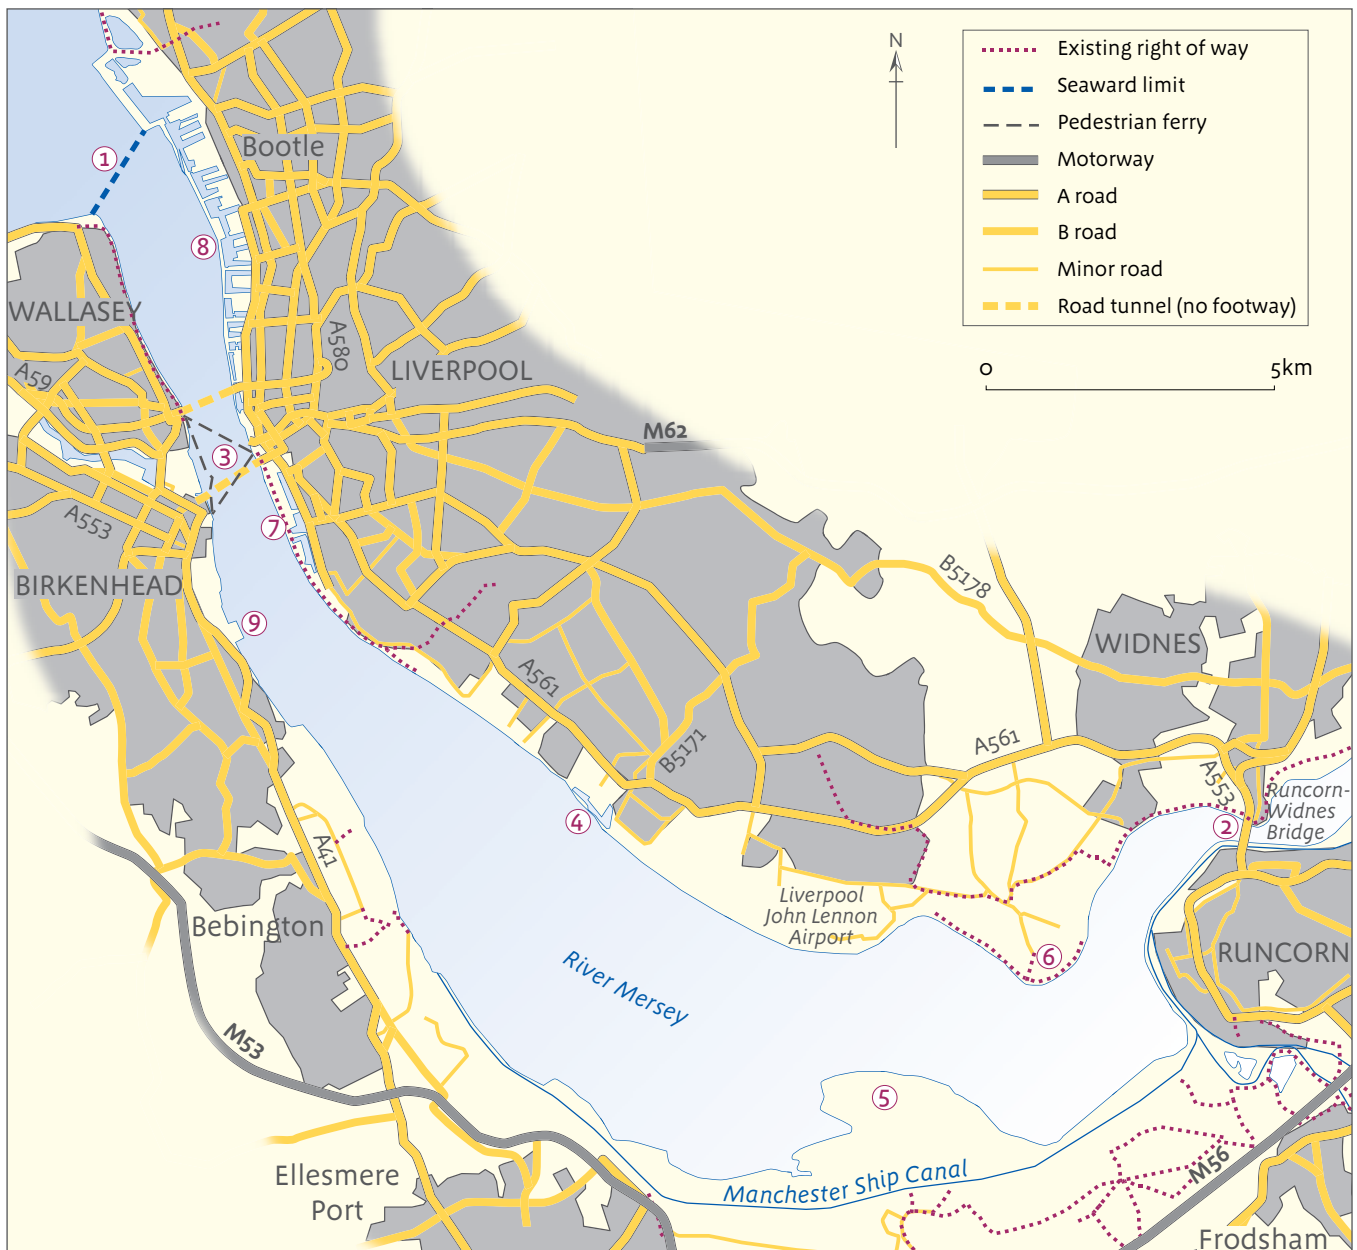 N
Existing right of way
Seaward limit
Pedestrian ferry
Motorway
A road
B road
Minor road
Road tunnel (no footway)
0 5km
Bootle
1
8
WALLASEY
A580
A59
LIVERPOOL
M62
3
A553
7
BIRKENHEAD
B5178
9
WIDNES
A561
B5171
A561
A553
Runcorn-
Widnes
Bridge
4
2
A41
Liverpool
John Lennon
Airport
Bebington
River Mersey
6
RUNCORN
M53
5
Ellesmere
Port
Manchester Ship Canal
M56
Frodsham